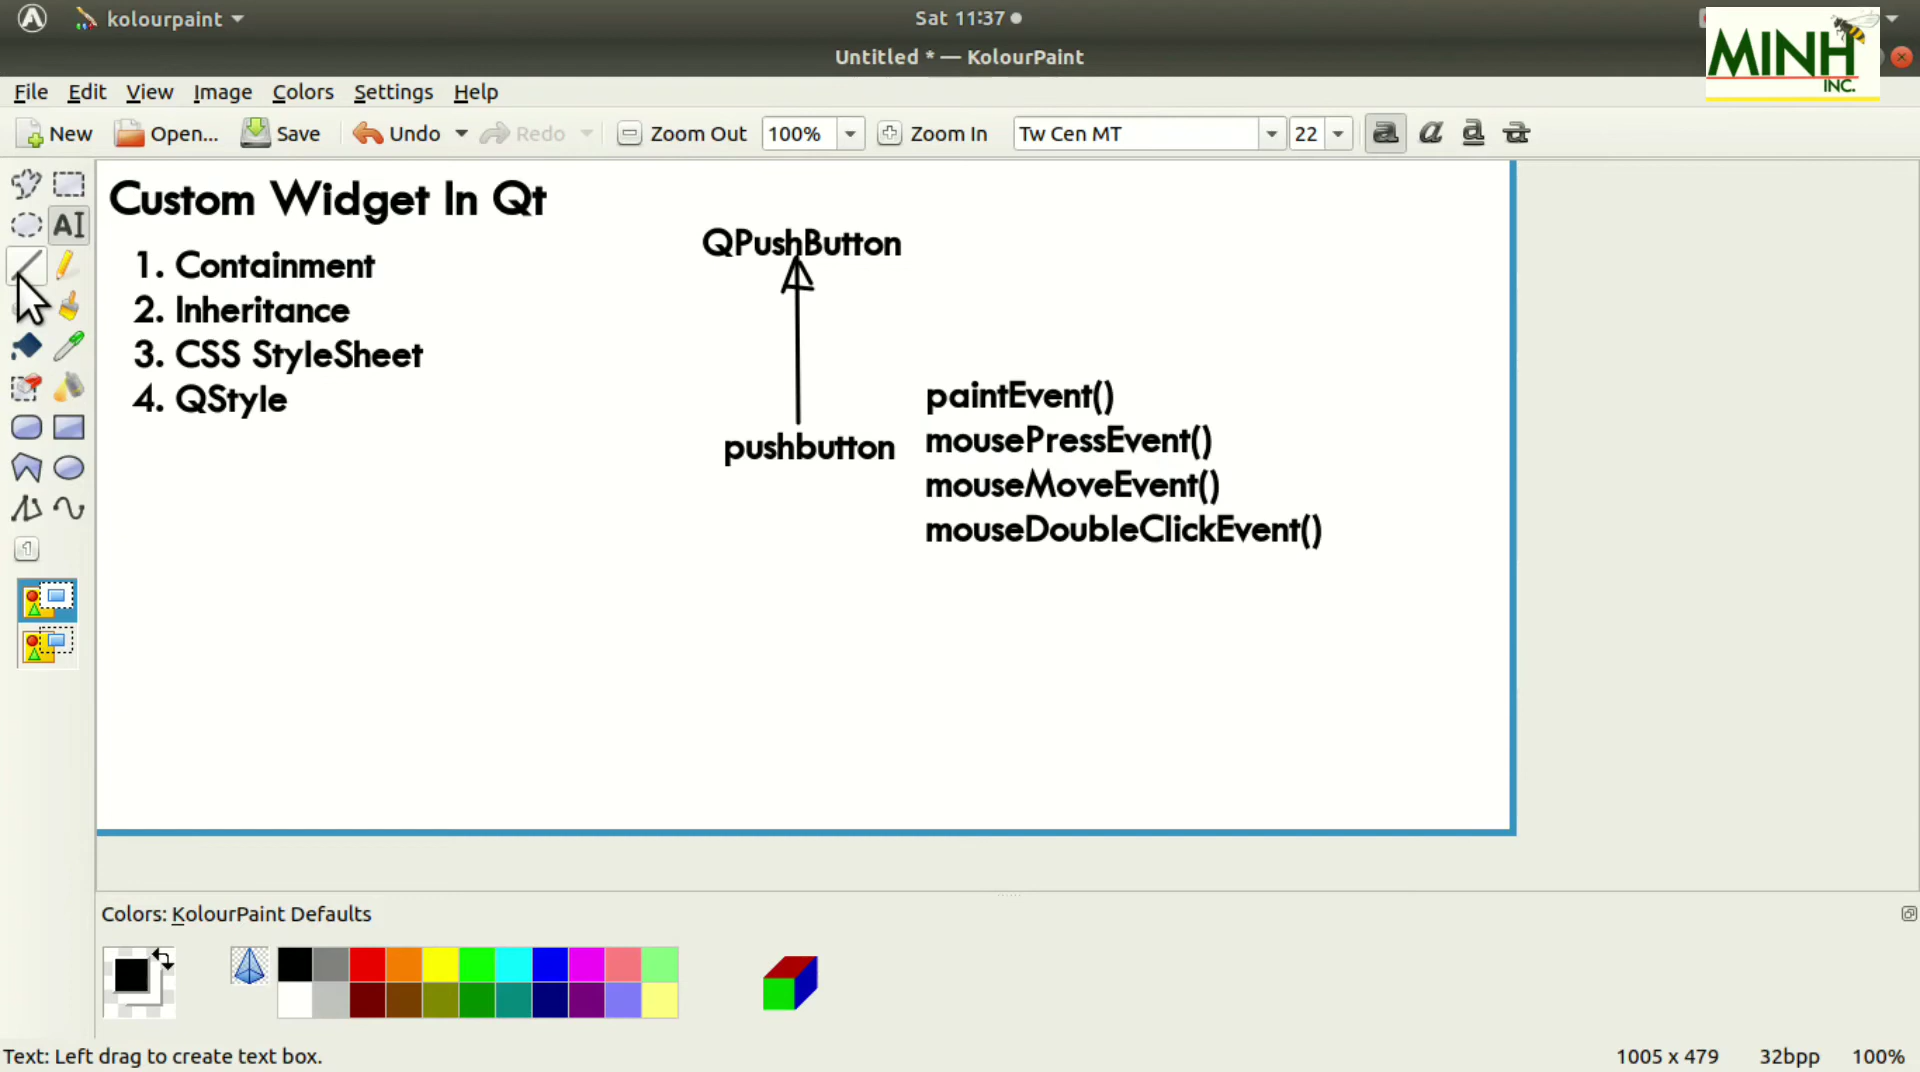 kolourpaint
Sat 11:37
Untitled * — KolourPaint
MINH
INC.
File Edit View Image Colors Settings Help
New Open... Save Undo Redo Zoom Out 100% Zoom In Tw Cen MT 22 a a a a
AI
Custom Widget In Qt
1. Containment
2. Inheritance
3. CSS StyleSheet
4. QStyle
QPushButton
pushbutton
paintEvent()
mousePressEvent()
mouseMoveEvent()
mouseDoubleClickEvent()
1
Colors: KolourPaint Defaults
Text: Left drag to create text box.
1005 x 479 32bpp 100%